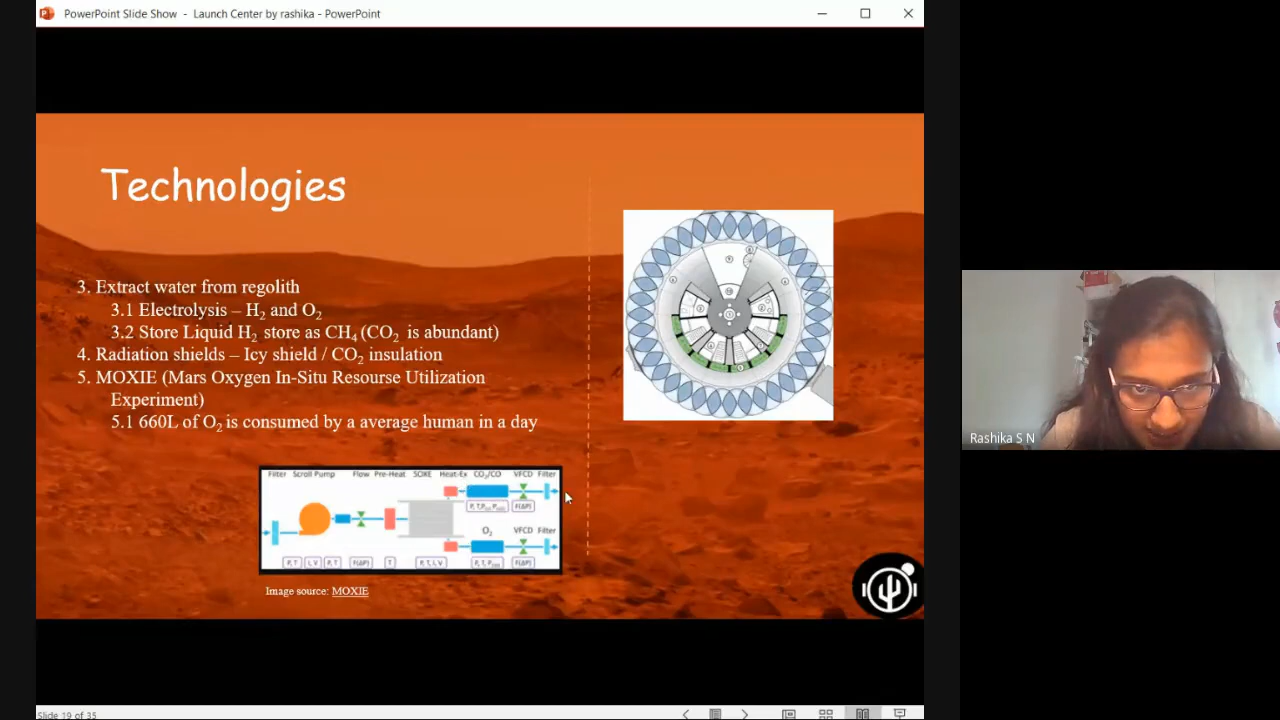 PowerPoint Slide Show - Launch Center by rashika - PowerPoint
Technologies
3. Extract water from regolith
3.1 Electrolysis – H₂ and O₂
3.2 Store Liquid H₂ store as CH₄ (CO₂ is abundant)
4. Radiation shields – Icy shield / CO₂ insulation
5. MOXIE (Mars Oxygen In-Situ Resourse Utilization
Experiment)
5.1 660L of O₂ is consumed by a average human in a day
Filter Scroll Pump Flow Pre-Heat SOXE Heat-Ex CO₂/CO VFCD Filter
F(ΔP)
O₂ VFCD Filter
P, T I, V P, T F(ΔP) T P, T, I, V F(ΔP)
Image source: MOXIE
Rashika S N
Slide 19 of 35